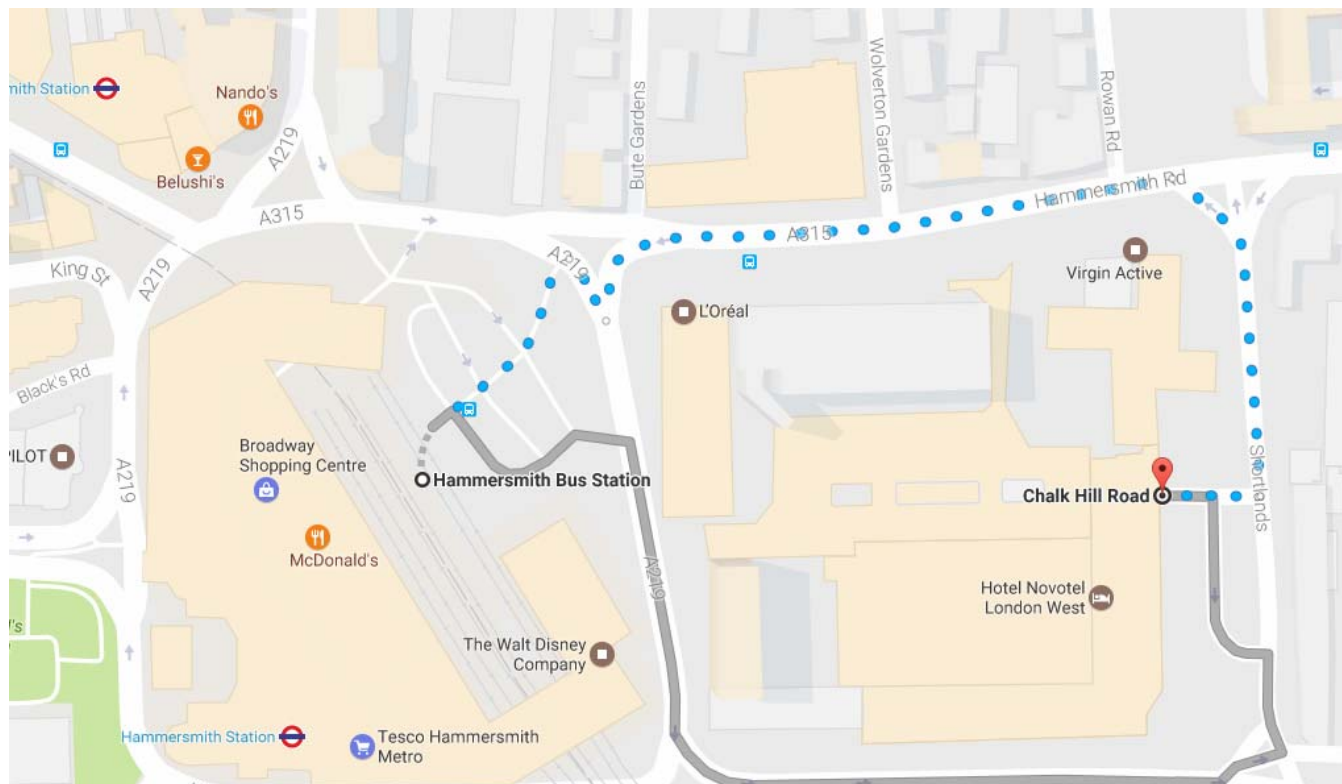 mith Station
Nando's
Belushi's
A219
A315
King St
A219
Black's Rd
PILOT
A219
Broadway
Shopping Centre
McDonald's
Hammersmith Bus Station
The Walt Disney
Company
Hammersmith Station
Tesco Hammersmith
Metro
A219
A219
Bute Gardens
Wolverton Gardens
Rowan Rd
Hammersmith Rd
A315
L'Oréal
Virgin Active
Chalk Hill Road
Shortlands
Hotel Novotel
London West
's